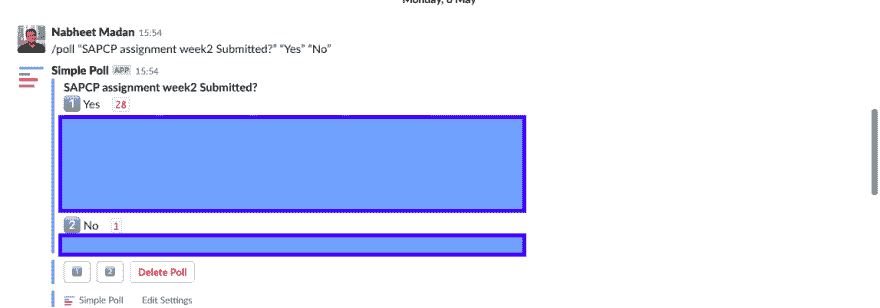 Monday, 8 May
Nabheet Madan 15:54
/poll “SAPCP assignment week2 Submitted?” “Yes” “No”
Simple Poll APP 15:54
SAPCP assignment week2 Submitted?
1 Yes 28
2 No 1
1 2 Delete Poll
Simple Poll Edit Settings